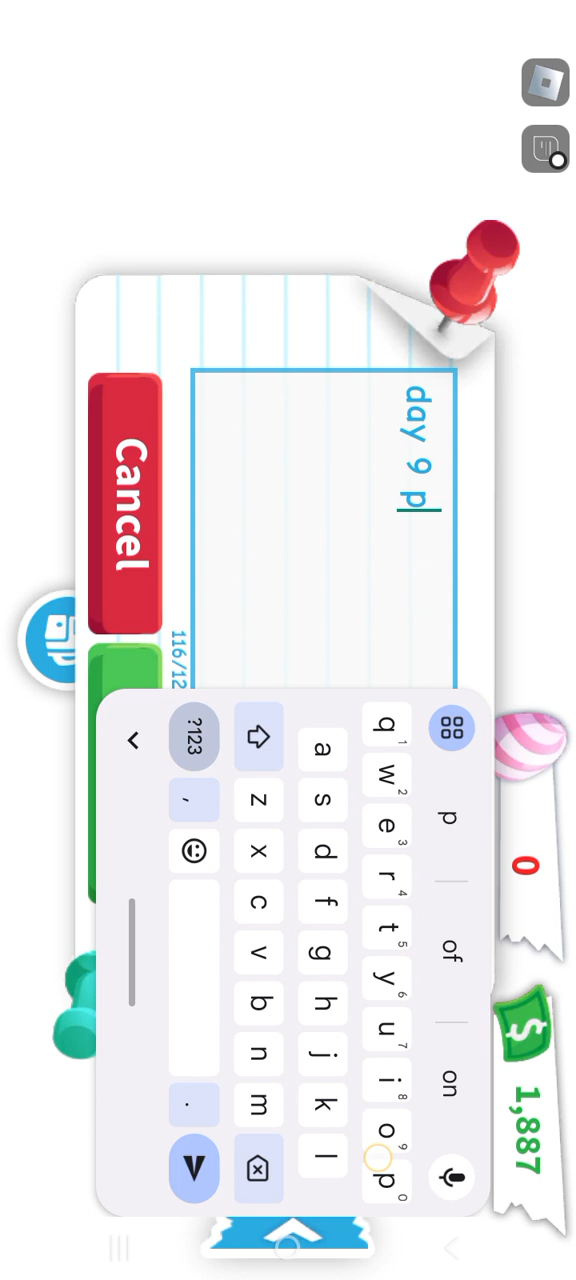 day 9 p
116/12
Cancel
0
$ 1,887
p of on
q 1 w 2 e 3 r 4 t 5 y 6 u 7 i 8 o 9 p 0
a s d f g h j k l
z x c v b n m
?123 , .